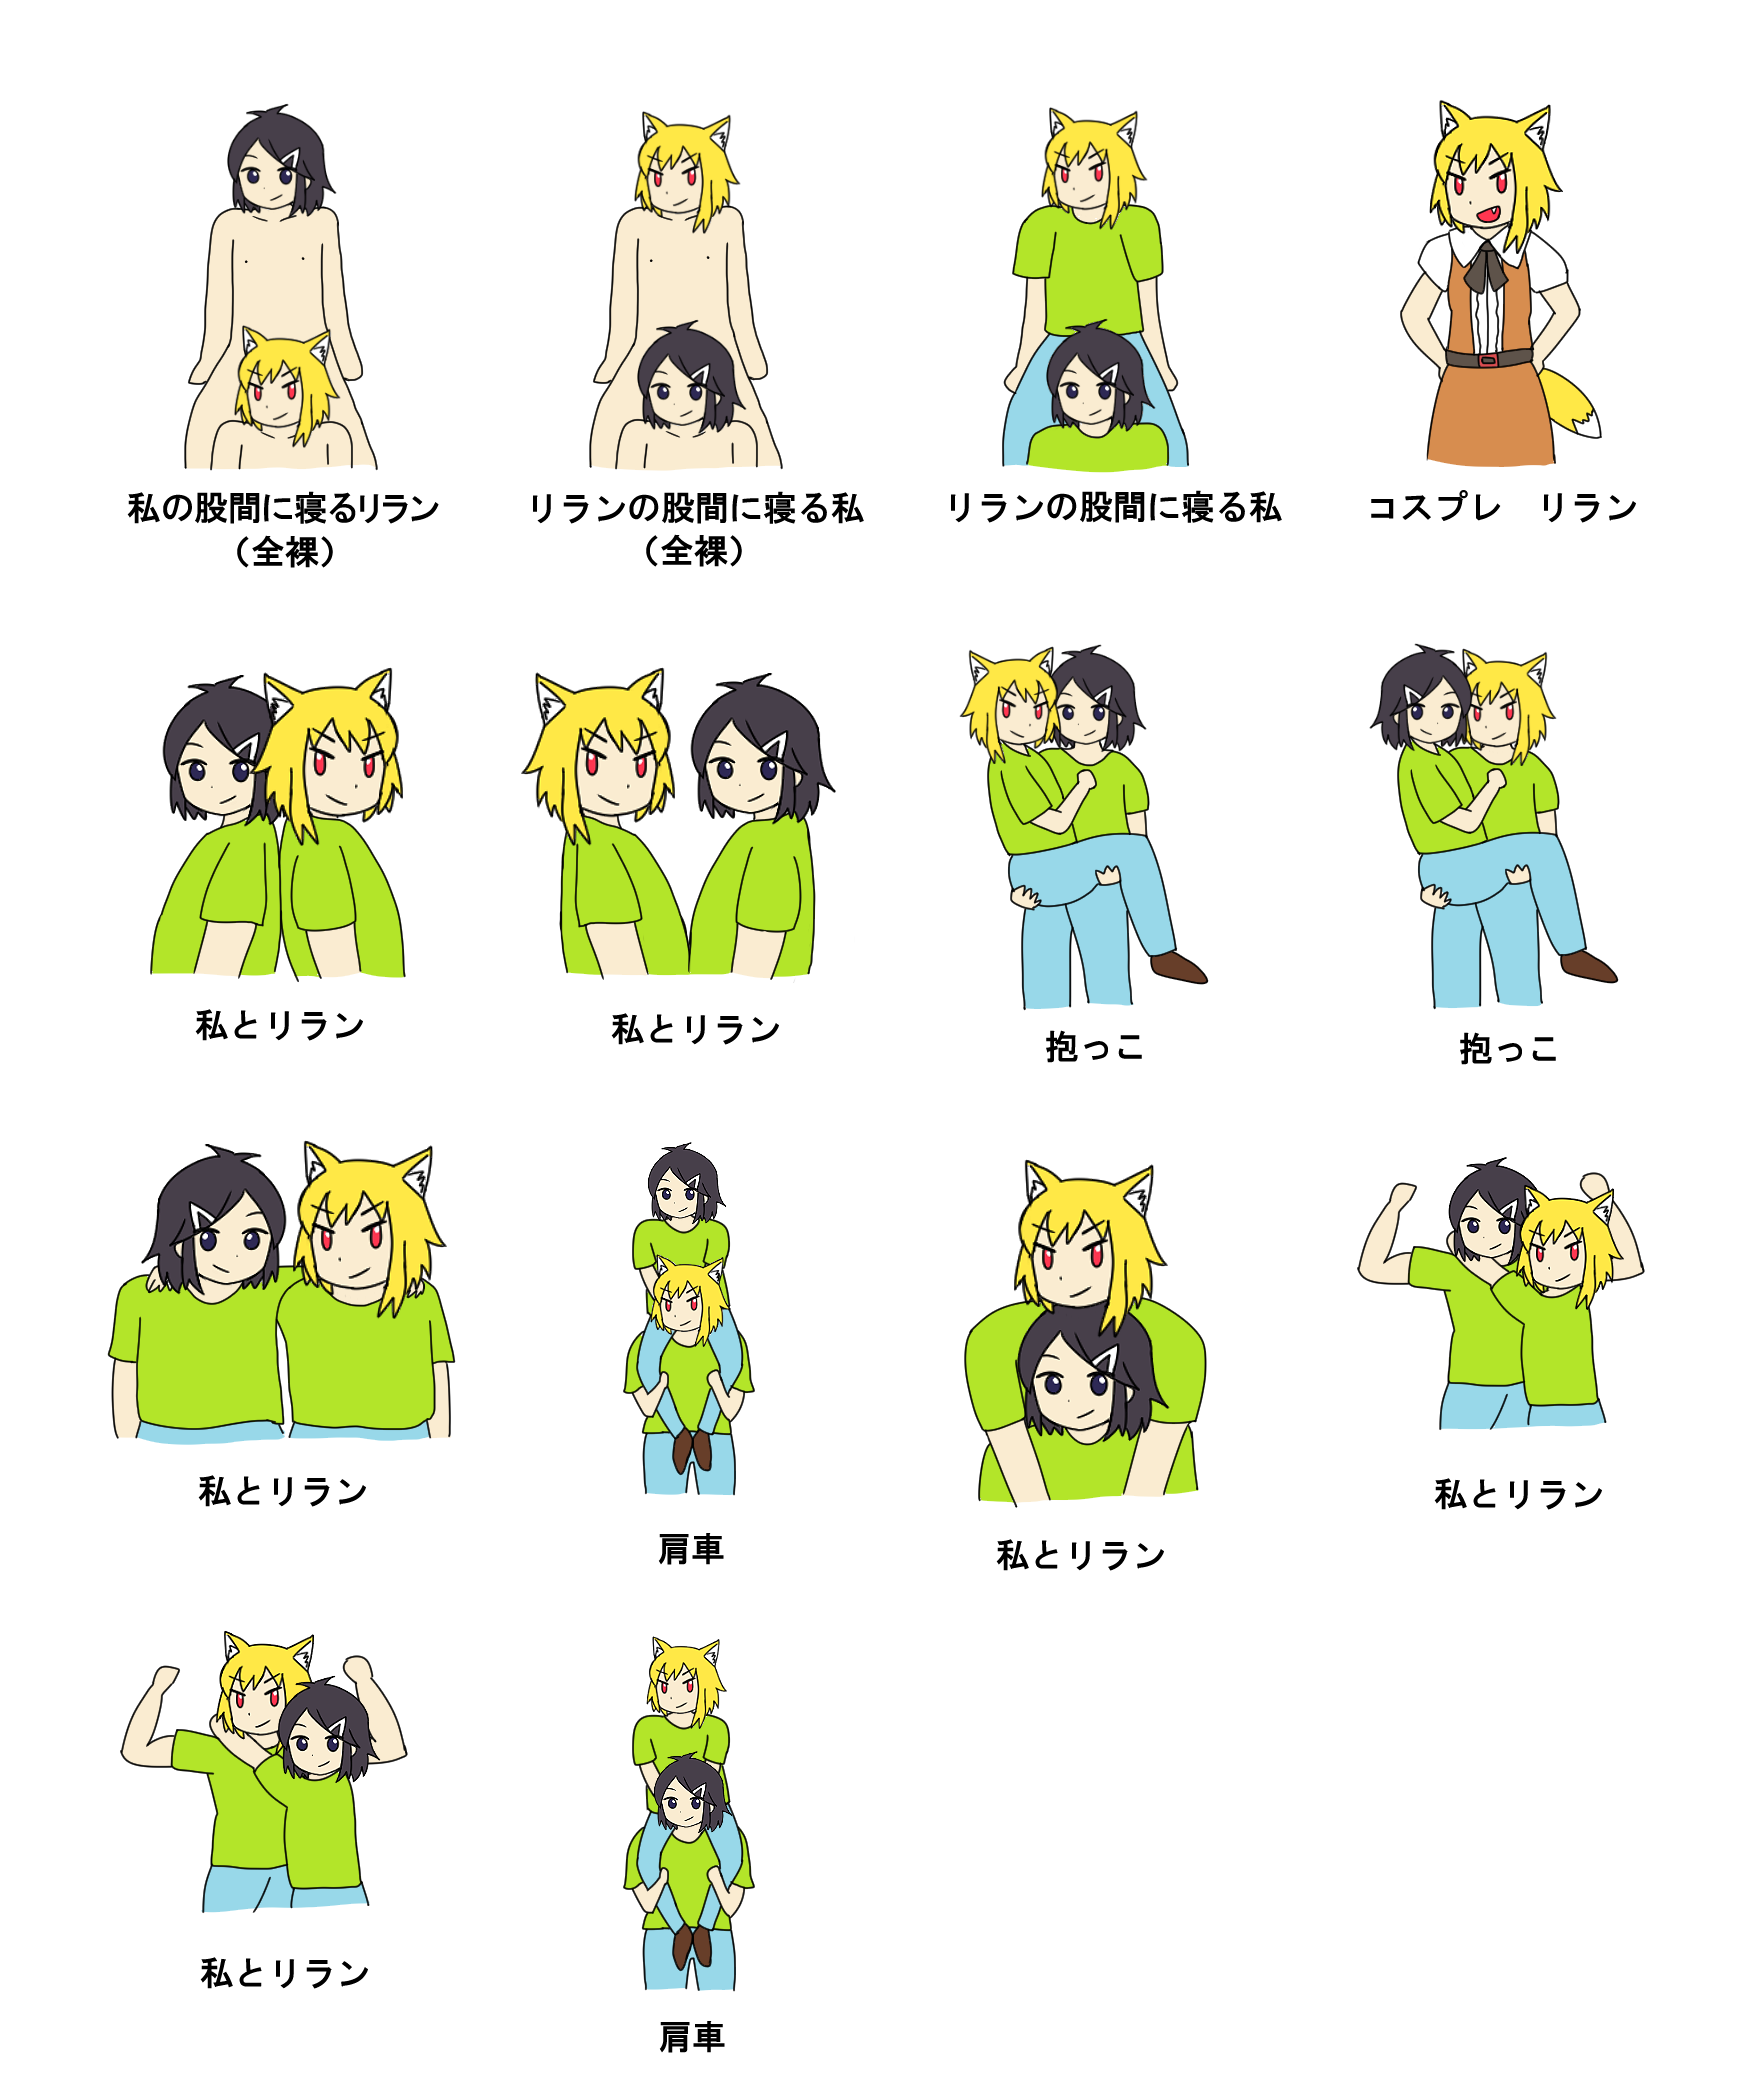 私の股間に寝るリラン
（全裸）
リランの股間に寝る私
（全裸）
リランの股間に寝る私
コスプレ　リラン
私とリラン
私とリラン
抱っこ
抱っこ
私とリラン
肩車
私とリラン
私とリラン
私とリラン
肩車